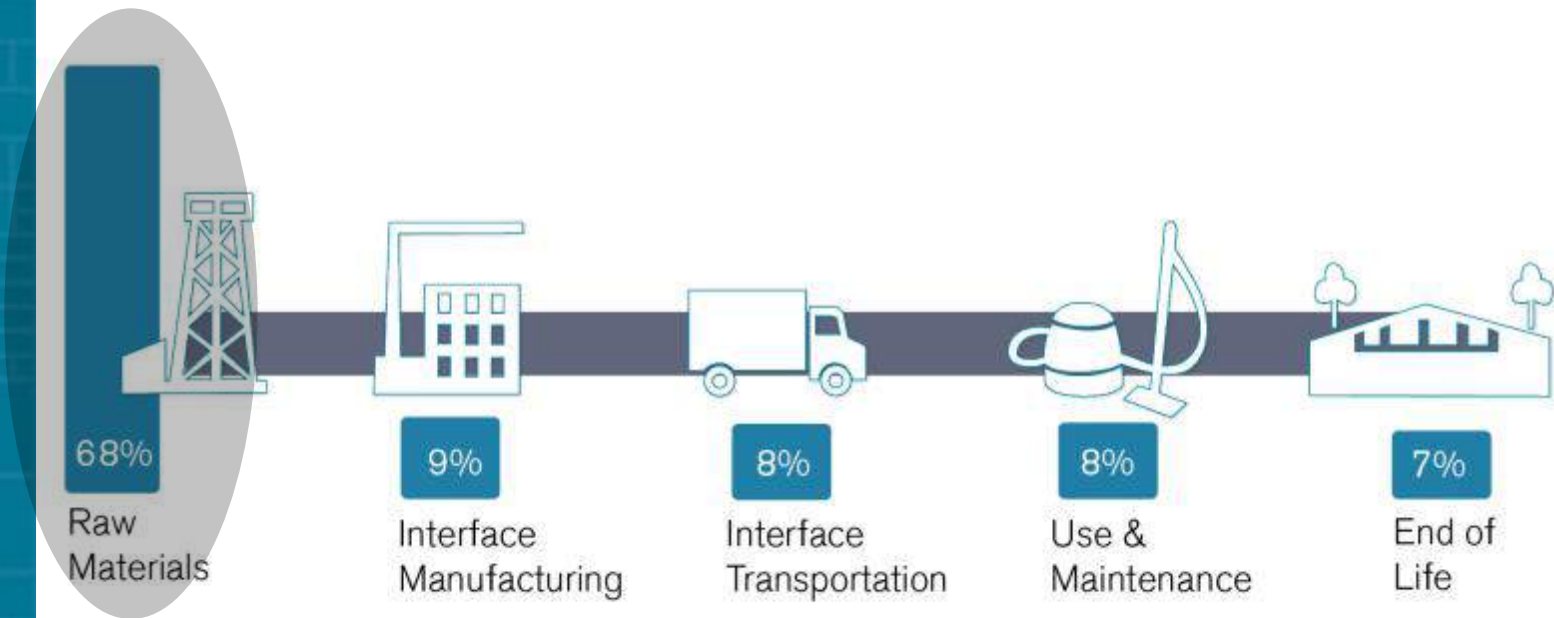 68%
Raw
Materials
9%
Interface
Manufacturing
8%
Interface
Transportation
8%
Use &
Maintenance
7%
End of
Life